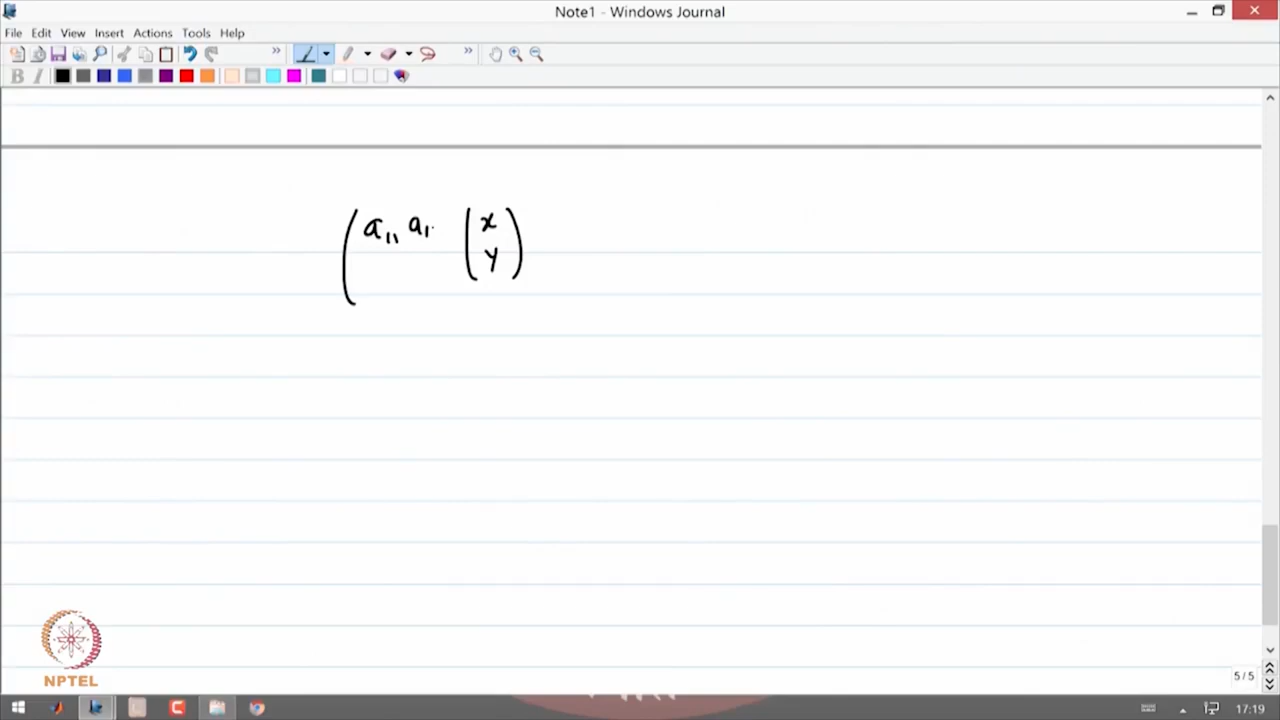 Note1 - Windows Journal
File Edit View Insert Actions Tools Help
B I
( a₁₁ a₁ ( x
y )
5 / 5
NPTEL
17:19